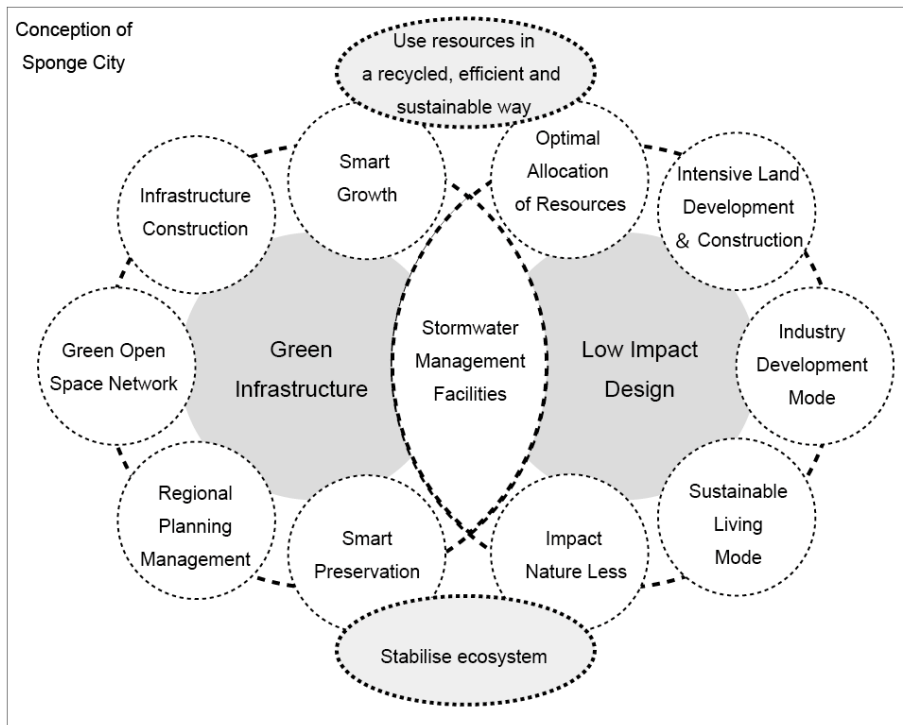 Conception of
Sponge City
Use resources in
a recycled, efficient and
sustainable way
Smart
Growth
Optimal
Allocation
of Resources
Infrastructure
Construction
Intensive Land
Development
& Construction
Green Open
Space Network
Green
Infrastructure
Stormwater
Management
Facilities
Low Impact
Design
Industry
Development
Mode
Regional
Planning
Management
Smart
Preservation
Impact
Nature Less
Sustainable
Living
Mode
Stabilise ecosystem